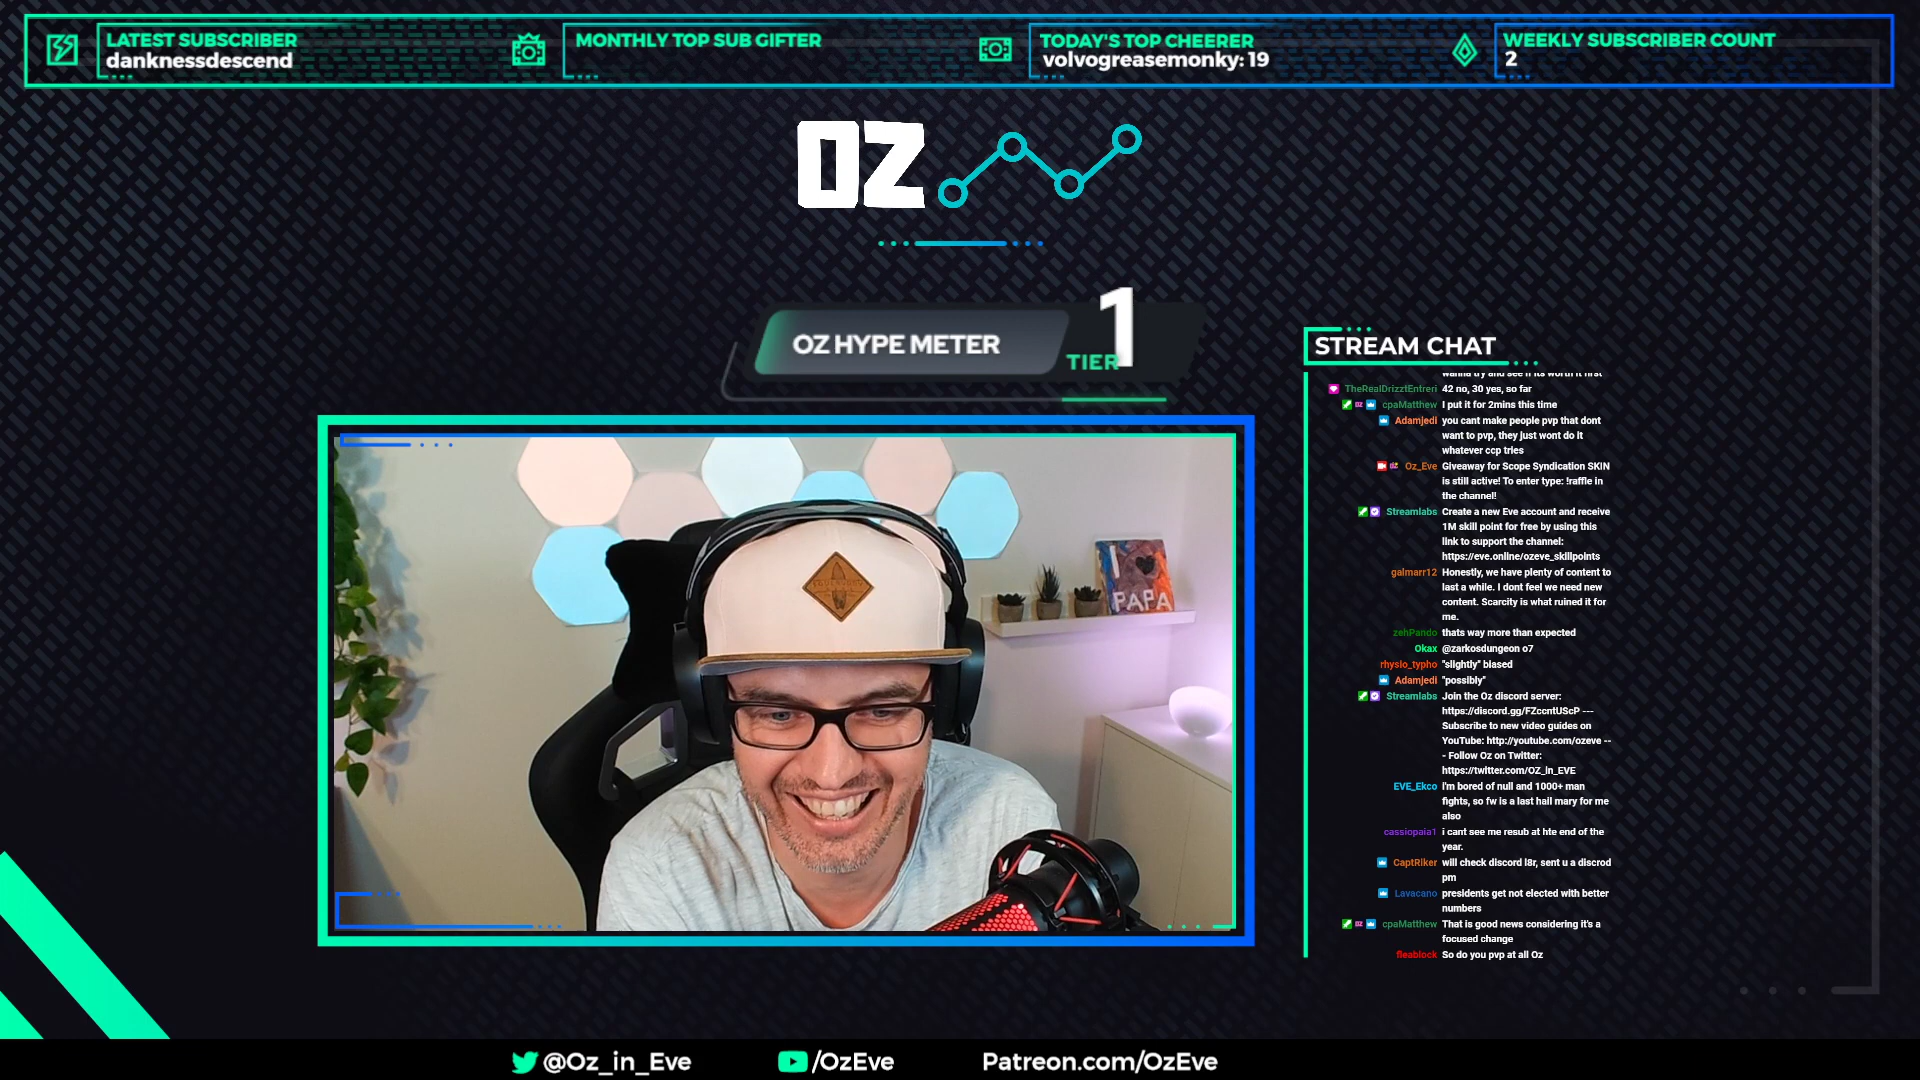 LATEST SUBSCRIBER
danknessdescend
MONTHLY TOP SUB GIFTER
TODAY'S TOP CHEERER
volvogreasemonky: 19
WEEKLY SUBSCRIBER COUNT
2
OZ
OZ HYPE METER
TIER 1
STREAM CHAT
wanna try and see if its worth it first
TheRealDrizztEntreri 42 no, 30 yes, so far
cpaMatthew I put it for 2mins this time
Adamjedi you cant make people pvp that dont
want to pvp, they just wont do it
whatever ccp tries
Oz_Eve Giveaway for Scope Syndication SKIN
is still active! To enter type: !raffle in
the channel!
Streamlabs Create a new Eve account and receive
1M skill point for free by using this
link to support the channel:
https://eve.online/ozeve_skillpoints
galmarr12 Honestly, we have plenty of content to
last a while. I dont feel we need new
content. Scarcity is what ruined it for
me.
zehPando thats way more than expected
Okax @zarkosdungeon o7
rhysio_typho "slightly" biased
Adamjedi "possibly"
Streamlabs Join the Oz discord server:
https://discord.gg/FZccntUScP ---
Subscribe to new video guides on
YouTube: http://youtube.com/ozeve --
- Follow Oz on Twitter:
https://twitter.com/OZ_in_EVE
EVE_Ekco I'm bored of null and 1000+ man
fights, so fw is a last hail mary for me
also
cassiopaia1 i cant see me resub at hte end of the
year.
CaptRiker will check discord l8r, sent u a discrod
pm
Lavacano presidents get not elected with better
numbers
cpaMatthew That is good news considering it's a
focused change
fleablock So do you pvp at all Oz
I
PAPA
@Oz_in_Eve
/OzEve
Patreon.com/OzEve